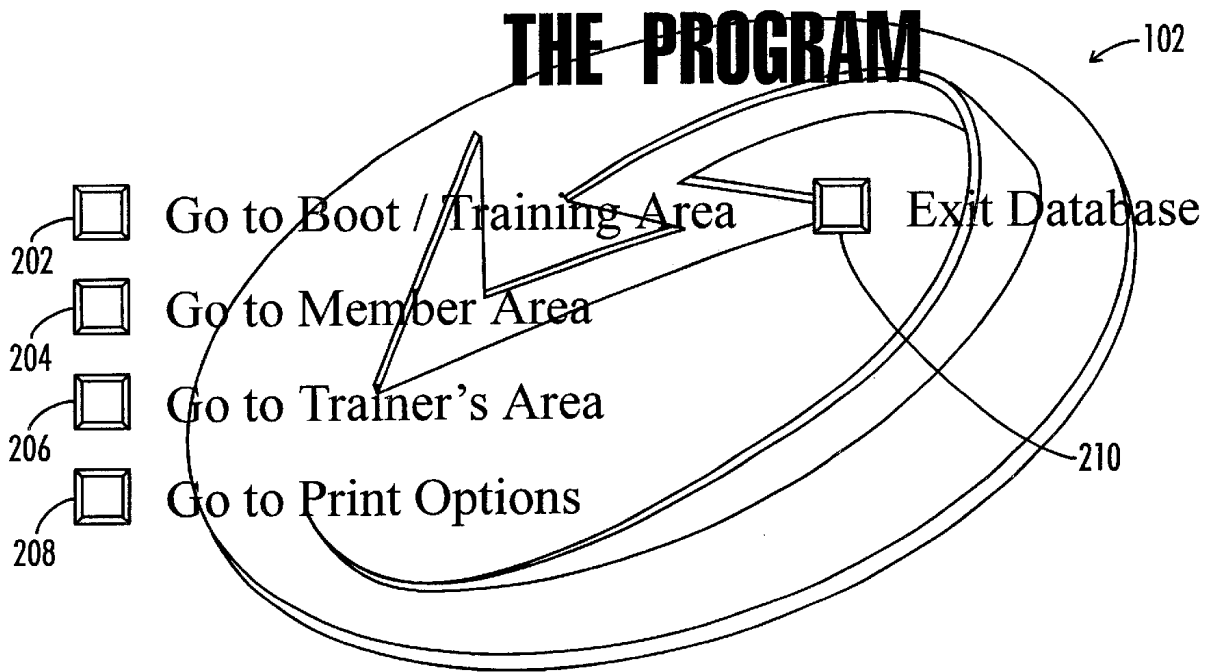 THE PROGRAM
102
Go to Boot / Training Area
Exit Database
202
Go to Member Area
204
Go to Trainer's Area
206
210
Go to Print Options
208